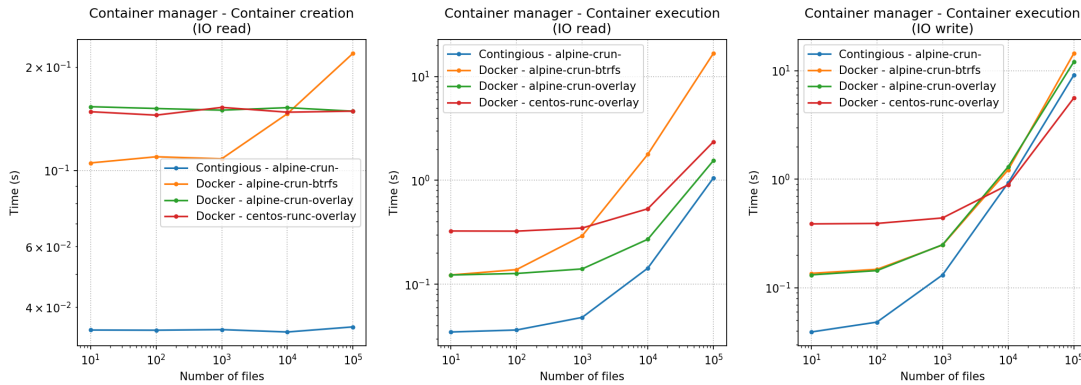 Container manager - Container creation
(IO read)
2 × 10⁻¹
10⁻¹
6 × 10⁻²
4 × 10⁻²
Time (s)
Contingious - alpine-crun-
Docker - alpine-crun-btrfs
Docker - alpine-crun-overlay
Docker - centos-runc-overlay
10¹ 10² 10³ 10⁴ 10⁵
Number of files
Container manager - Container execution
(IO read)
Contingious - alpine-crun-
Docker - alpine-crun-btrfs
Docker - alpine-crun-overlay
Docker - centos-runc-overlay
10¹
10⁰
10⁻¹
Time (s)
10¹ 10² 10³ 10⁴ 10⁵
Number of files
Container manager - Container execution
(IO write)
Contingious - alpine-crun-
Docker - alpine-crun-btrfs
Docker - alpine-crun-overlay
Docker - centos-runc-overlay
10¹
10⁰
10⁻¹
Time (s)
10¹ 10² 10³ 10⁴ 10⁵
Number of files